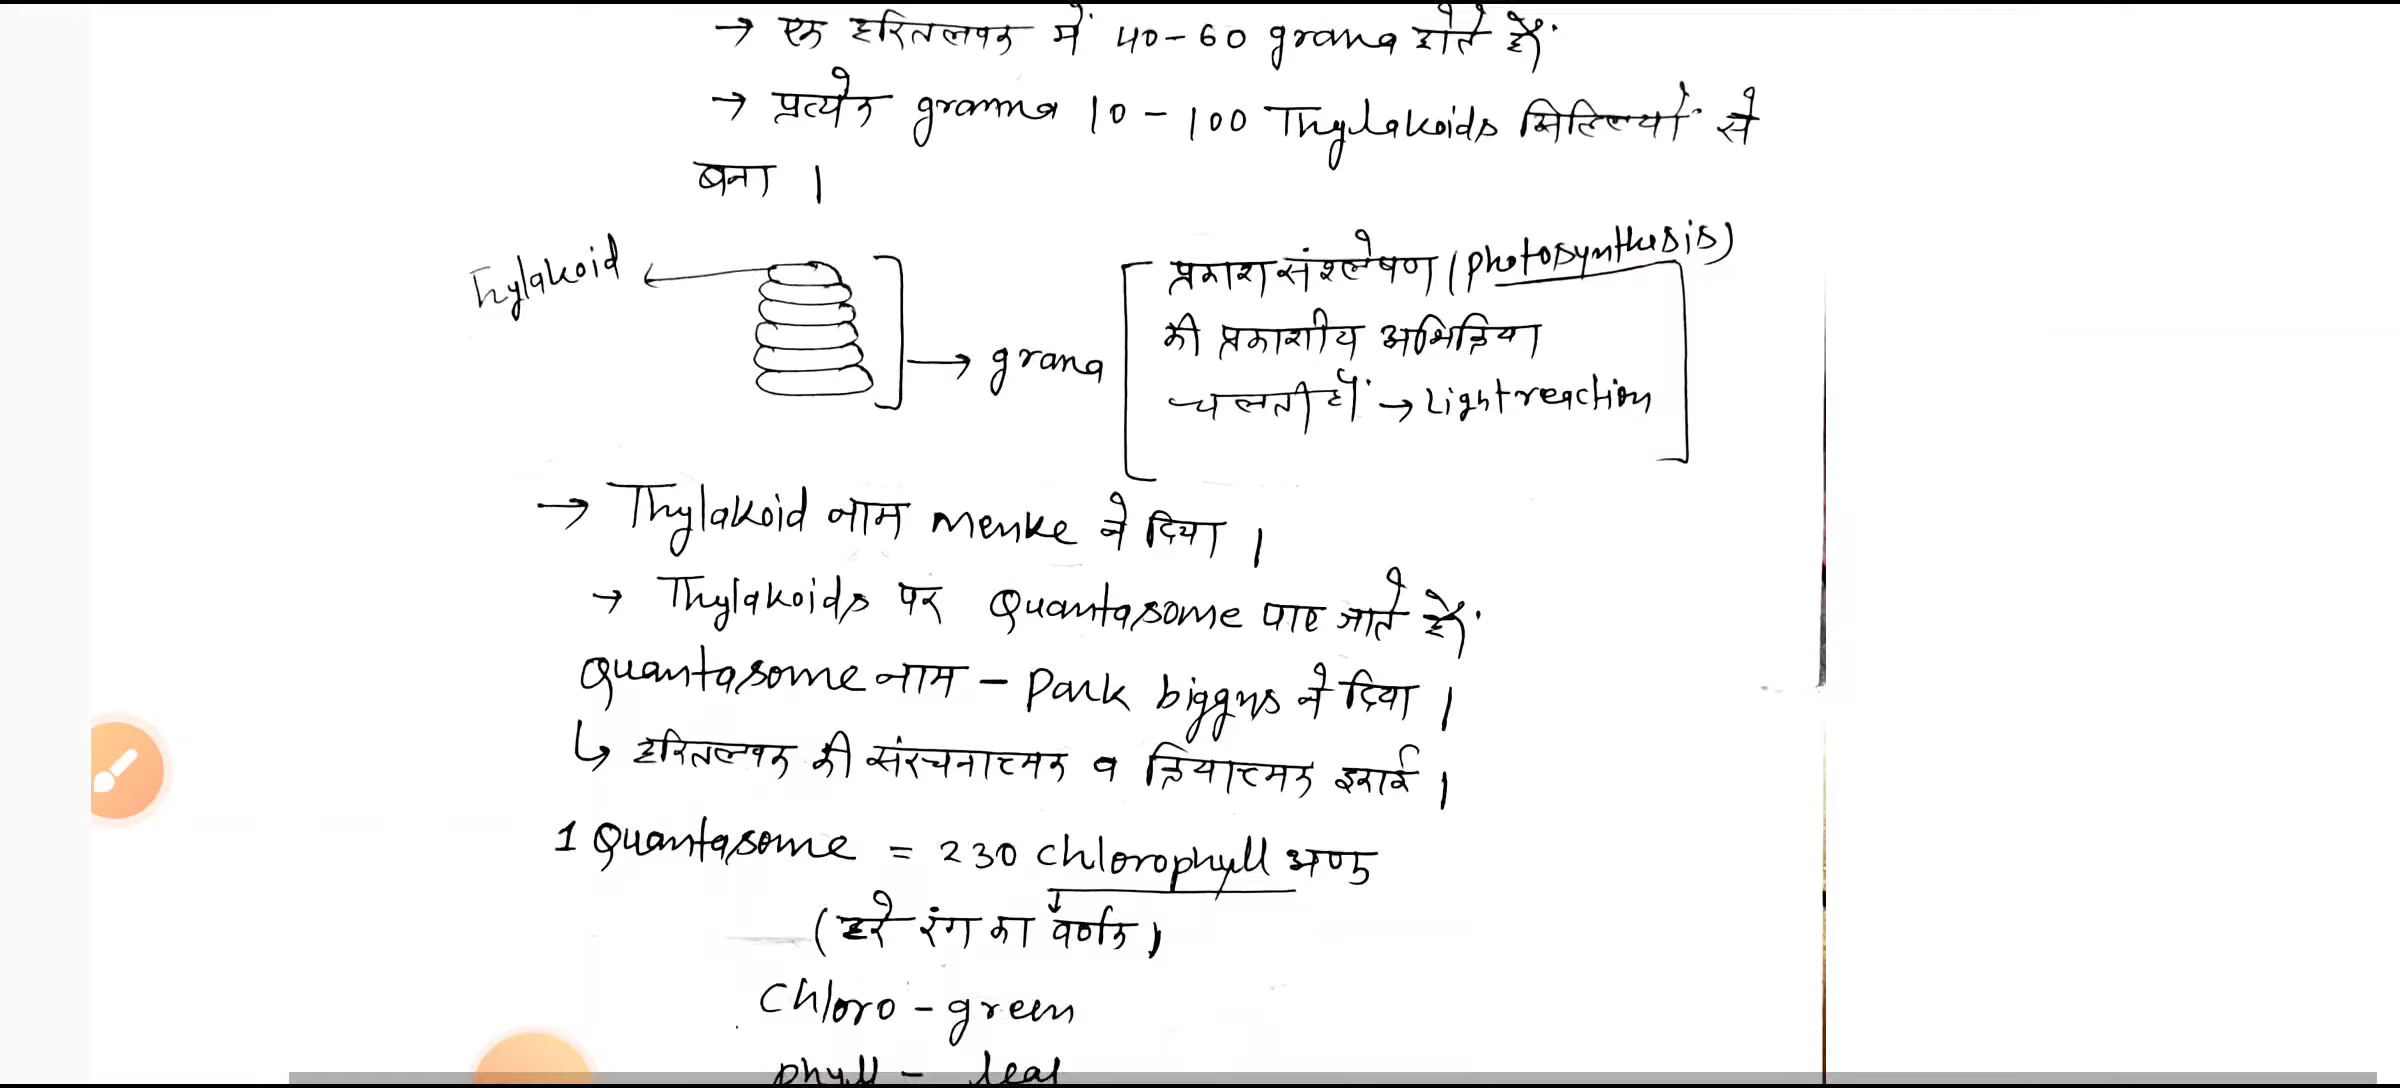 → एक हरितलवक में 40-60 grana होते हैं
→ प्रत्येक granna 10 - 100 Thylakoids झिल्लियों से
बना ।
Thylakoid
grana
प्रकाश संश्लेषण (photosynthesis)
की प्रकाशीय अभिक्रिया
चलती हैं → Light reaction
→ Thylakoid नाम menke ने दिया ।
→ Thylakoids पर Quantasome पाए जाते हैं
Quantasome नाम - Park biggns ने दिया ।
↳ हरितलवक की संरचनात्मक व क्रियात्मक इकाई ।
1 Quantasome = 230 chlorophyll अणु
(हरे रंग का वर्णक)
Chloro - green
phyll - leaf